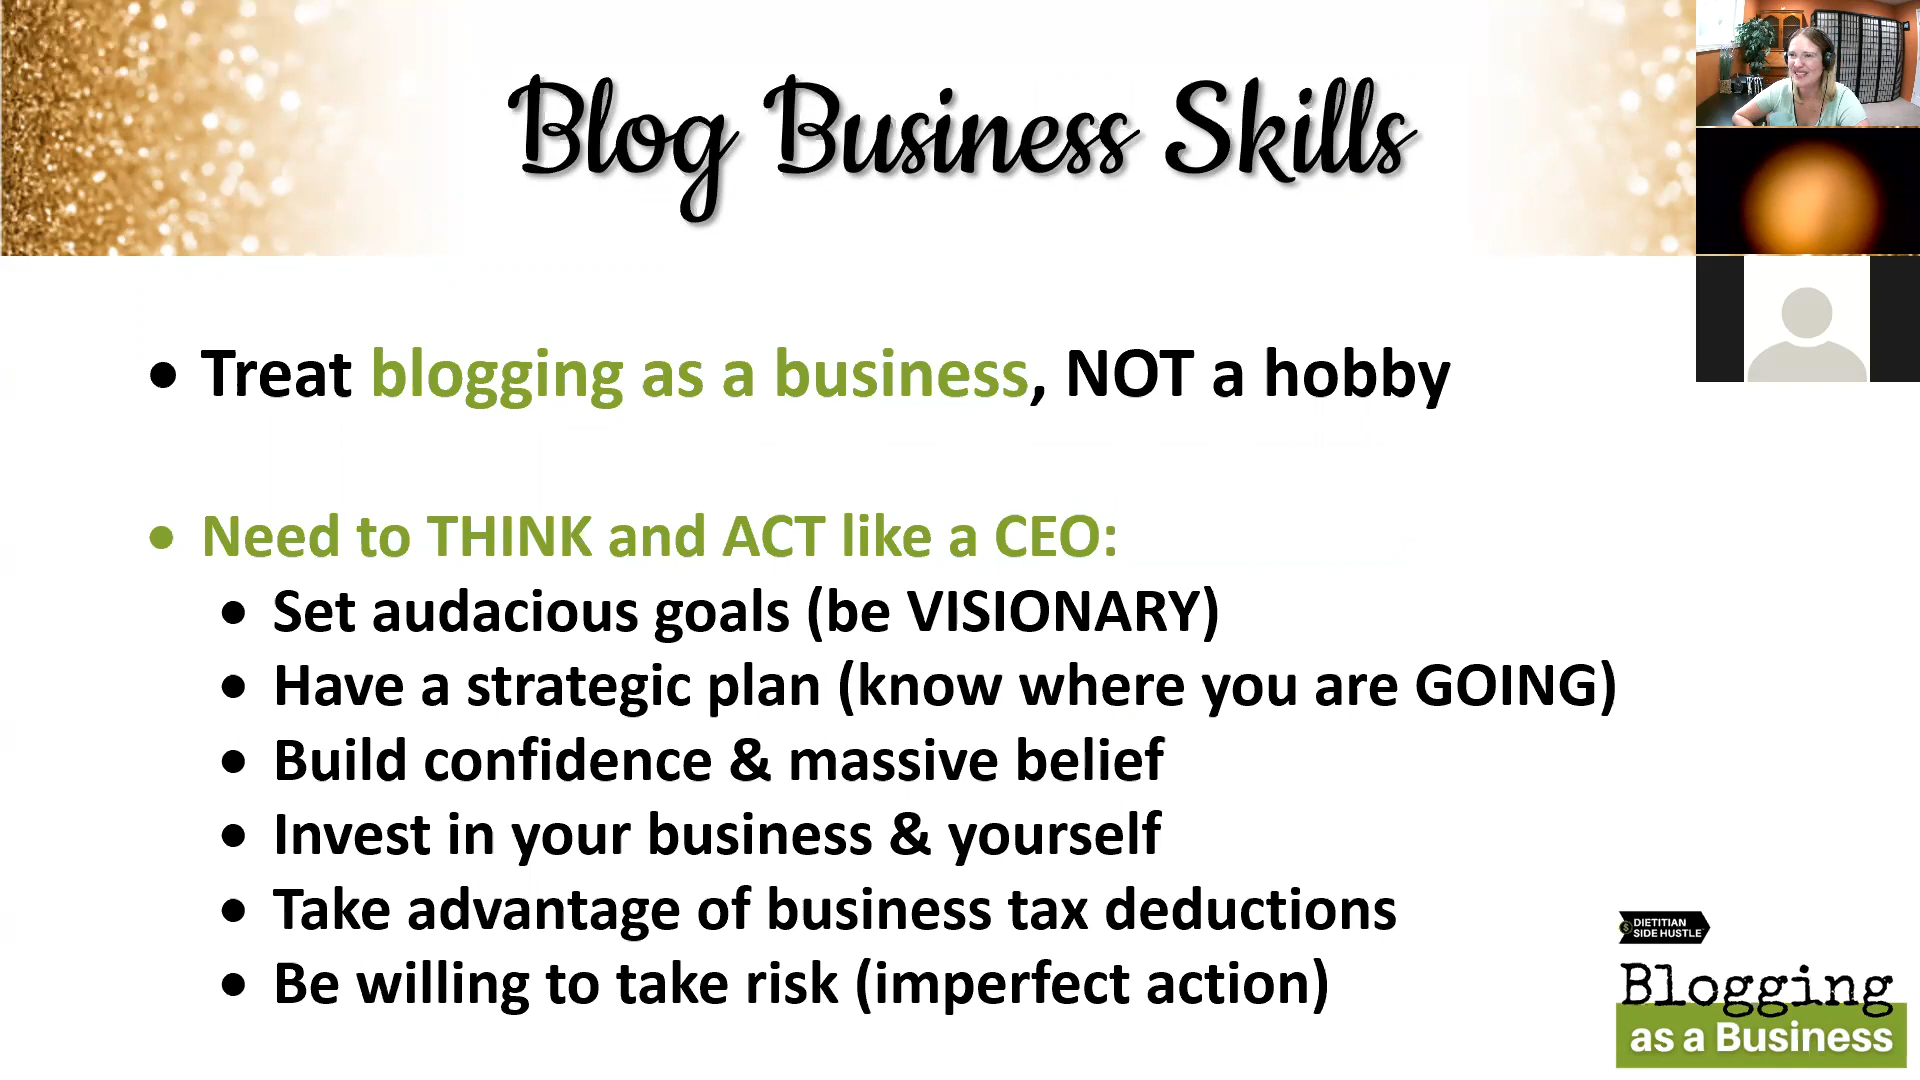 Blog Business Skills
• Treat blogging as a business, NOT a hobby
• Need to THINK and ACT like a CEO:
• Set audacious goals (be VISIONARY)
• Have a strategic plan (know where you are GOING)
• Build confidence & massive belief
• Invest in your business & yourself
• Take advantage of business tax deductions
• Be willing to take risk (imperfect action)
$ DIETITIAN
SIDE HUSTLE
Blogging
as a Business